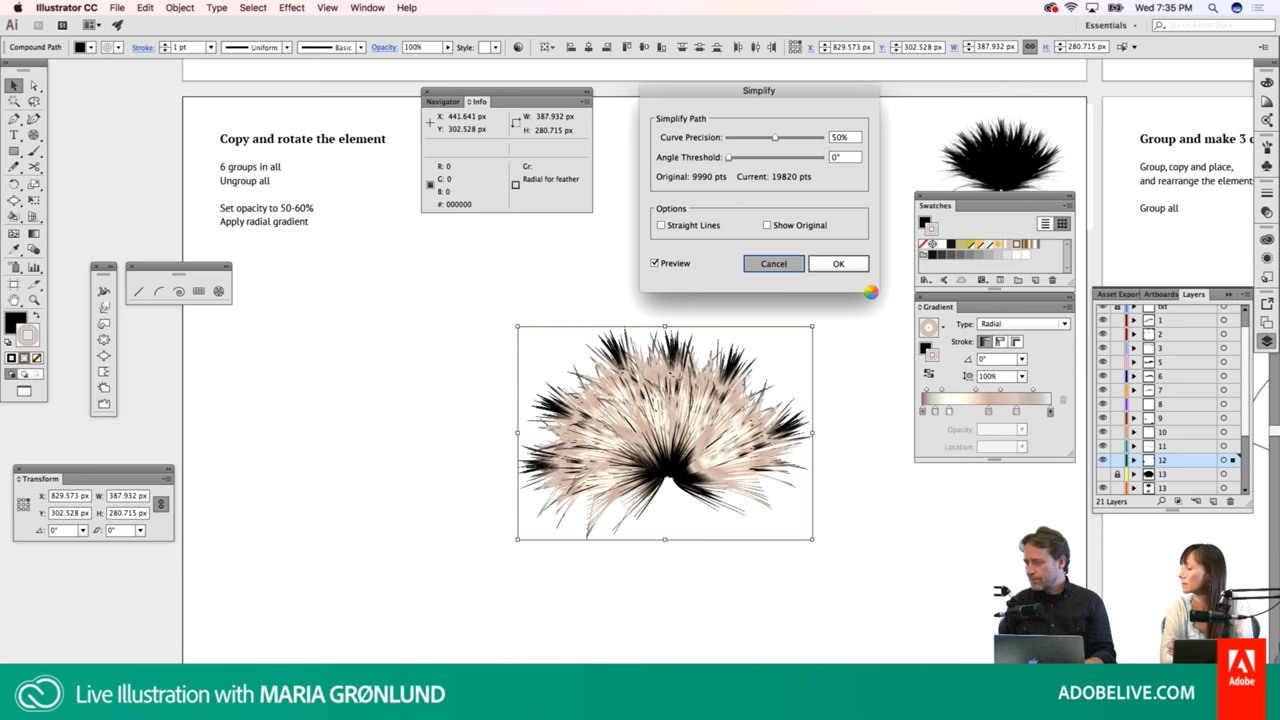 Illustrator CC File Edit Object Type Select Effect View Window Help
Wed 7:35 PM
Ai
Essentials
Search Adobe Stock
Compound Path
Stroke: 1 pt
Uniform
Basic
Opacity: 100%
Style:
X: 829.573 px
Y: 302.528 px
W: 387.932 px
H: 280.715 px
Copy and rotate the element
6 groups in all
Ungroup all
Set opacity to 50-60%
Apply radial gradient
Navigator Info
X: 441.641 px
Y: 302.528 px
W: 387.932 px
H: 280.715 px
R: 0
G: 0
B: 0
#: 000000
Gr:
Radial for feather
Simplify
Simplify Path
Curve Precision: 50%
Angle Threshold: 0°
Original: 9990 pts Current: 19820 pts
Options
Straight Lines Show Original
Preview Cancel OK
Group and make 3 c
Group, copy and place,
and rearrange the element
Group all
Swatches
Gradient
Type: Radial
Stroke:
0°
100%
Opacity:
Location:
Asset Export Artboards Layers
txt
1
2
3
5
6
7
8
9
10
11
12
13
13
21 Layers
Transform
X: 829.573 px W: 387.932 px
Y: 302.528 px H: 280.715 px
0° 0°
Live Illustration with MARIA GRØNLUND
ADOBELIVE.COM
Adobe